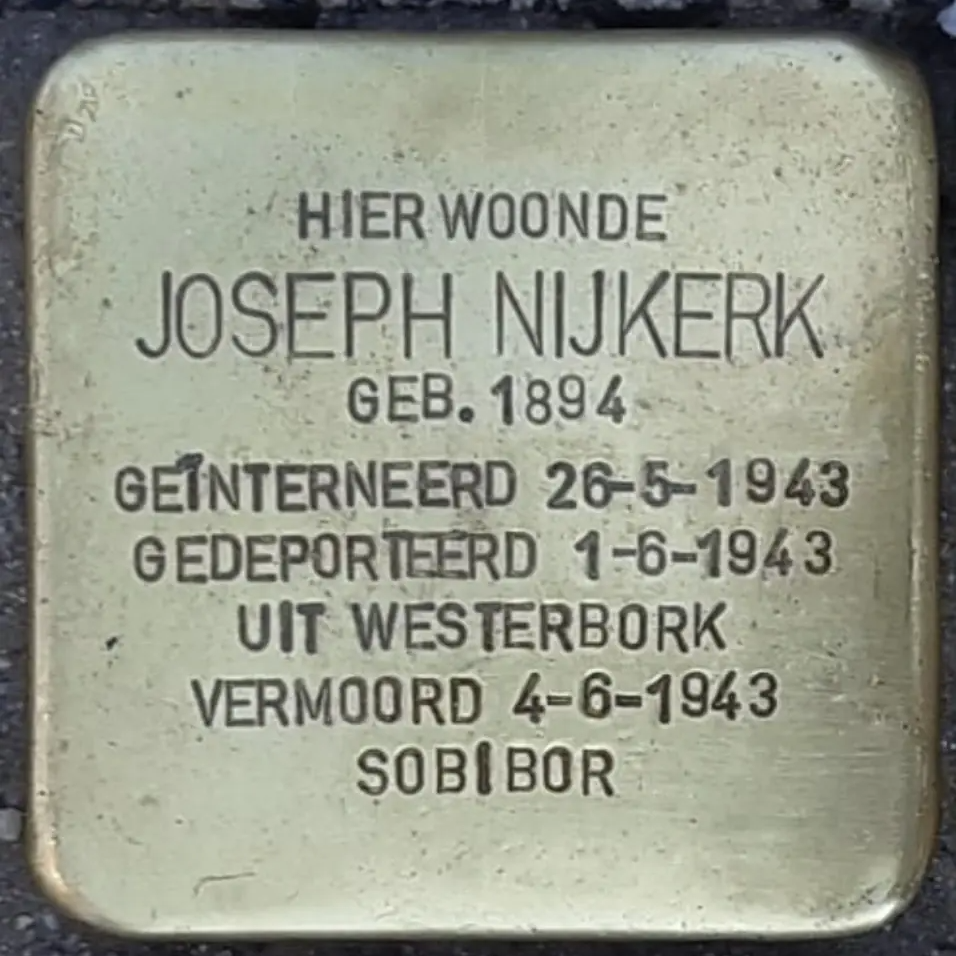 HIER WOONDE
JOSEPH NIJKERK
GEB. 1894
GEÏNTERNEERD 26-5-1943
GEDEPORTEERD 1-6-1943
UIT WESTERBORK
VERMOORD 4-6-1943
SOBIBOR